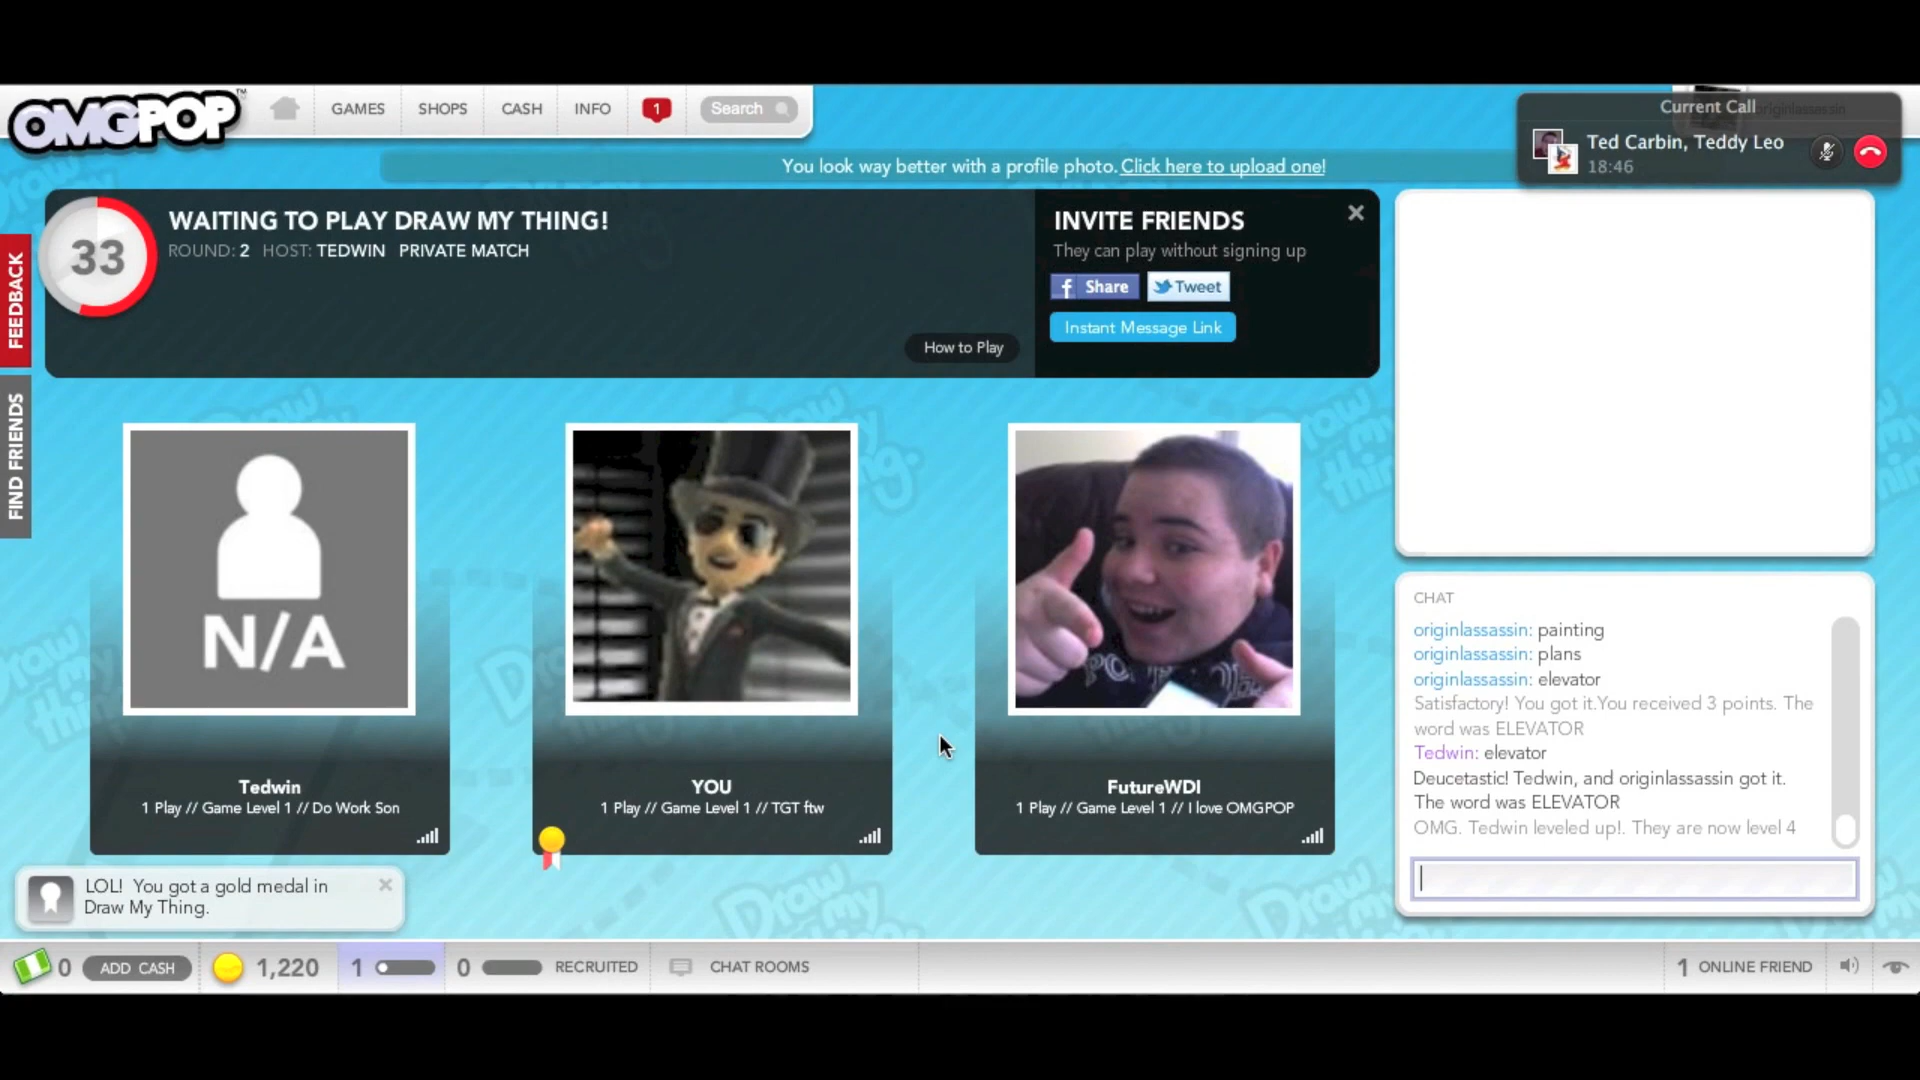 OMGPOP™
GAMES
SHOPS
CASH
INFO
1
Search
originlassassin
Current Call
Ted Carbin, Teddy Leo
18:46
You look way better with a profile photo. Click here to upload one!
33
WAITING TO PLAY DRAW MY THING!
ROUND: 2 HOST: TEDWIN PRIVATE MATCH
How to Play
INVITE FRIENDS
They can play without signing up
f Share
Tweet
Instant Message Link
FEEDBACK
FIND FRIENDS
N/A
Tedwin
1 Play // Game Level 1 // Do Work Son
YOU
1 Play // Game Level 1 // TGT ftw
FutureWDI
1 Play // Game Level 1 // I love OMGPOP
CHAT
originlassassin: painting
originlassassin: plans
originlassassin: elevator
Satisfactory! You got it.You received 3 points. The
word was ELEVATOR
Tedwin: elevator
Deucetastic! Tedwin, and originlassassin got it.
The word was ELEVATOR
OMG. Tedwin leveled up!. They are now level 4
LOL! You got a gold medal in
Draw My Thing.
0
ADD CASH
1,220
1
0
RECRUITED
CHAT ROOMS
1 ONLINE FRIEND